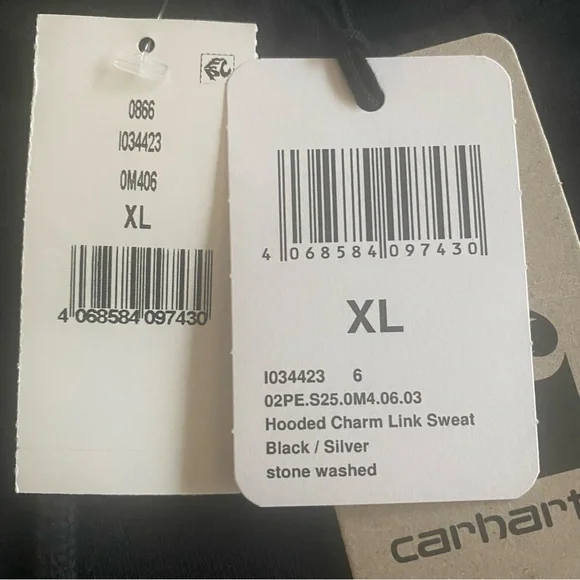 0866
I034423
0M406
XL
4 068584 097430
4 068584 097430
XL
I034423 6
02PE.S25.0M4.06.03
Hooded Charm Link Sweat
Black / Silver
stone washed
carhart